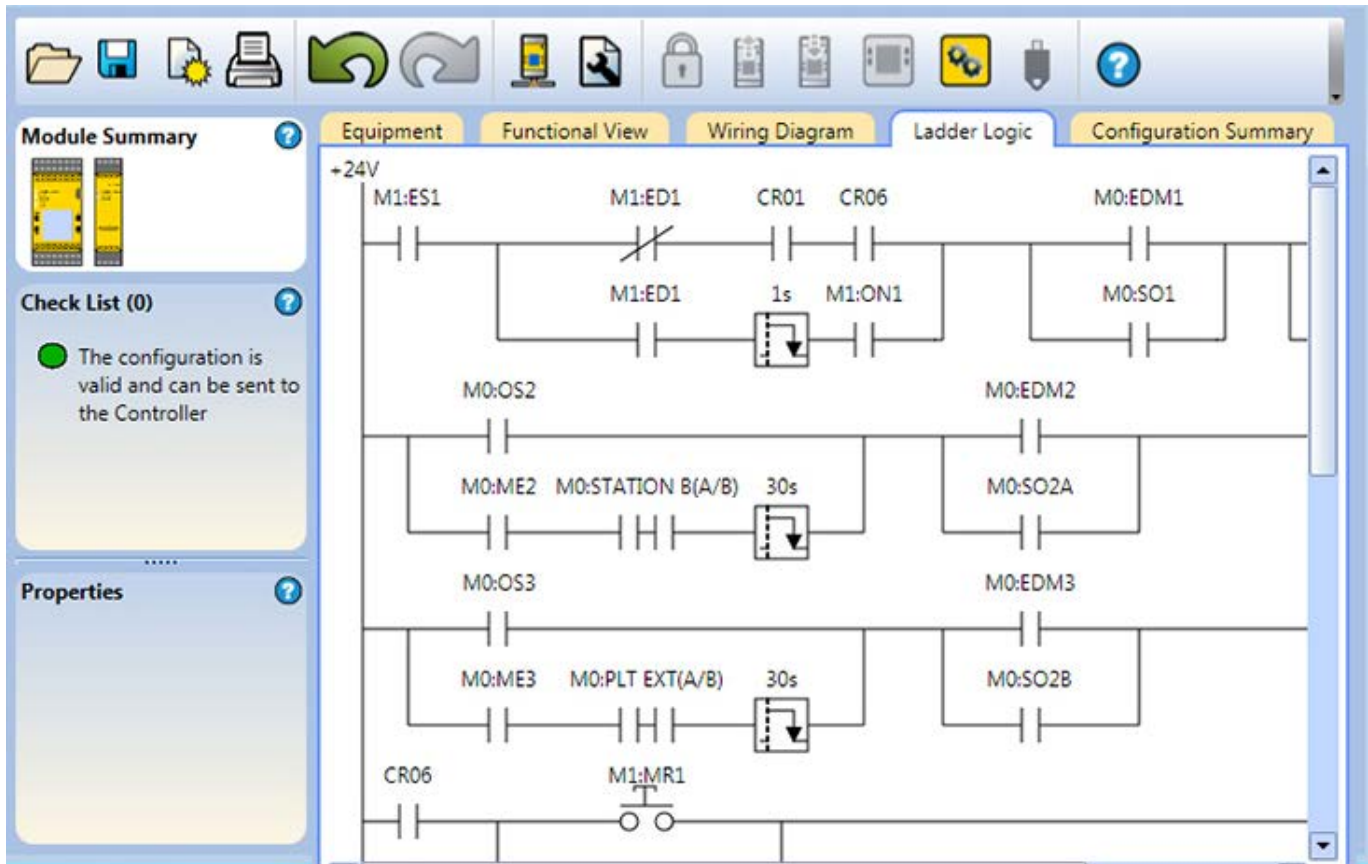 Module Summary
Check List (0)
The configuration is
valid and can be sent to
the Controller
Properties
Equipment Functional View Wiring Diagram Ladder Logic Configuration Summary
+24V
M1:ES1 M1:ED1 CR01 CR06 M0:EDM1
M1:ED1 1s M1:ON1 M0:SO1
M0:OS2 M0:EDM2
M0:ME2 M0:STATION B(A/B) 30s M0:SO2A
M0:OS3 M0:EDM3
M0:ME3 M0:PLT EXT(A/B) 30s M0:SO2B
CR06 M1:MR1